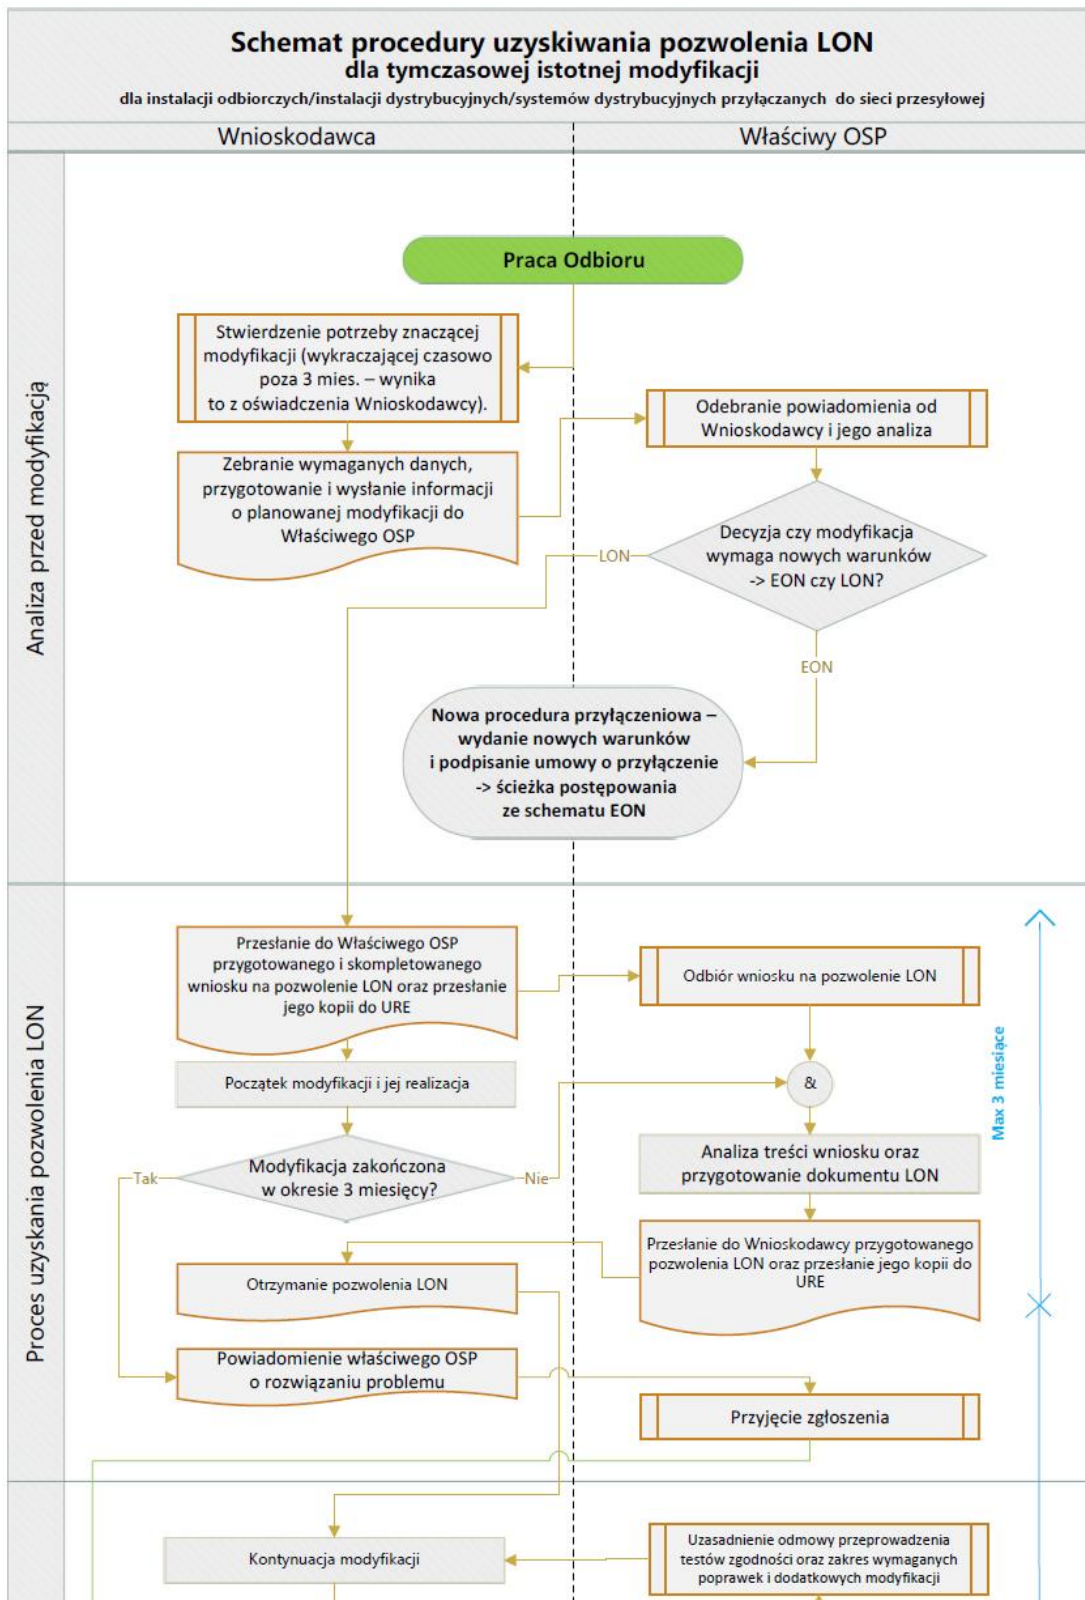 Schemat procedury uzyskiwania pozwolenia LON
dla tymczasowej istotnej modyfikacji
dla instalacji odbiorczych/instalacji dystrybucyjnych/systemów dystrybucyjnych przyłączanych do sieci przesyłowej
Wnioskodawca
Właściwy OSP
Analiza przed modyfikacją
Praca Odbioru
Stwierdzenie potrzeby znaczącej
modyfikacji (wykraczającej czasowo
poza 3 mies. – wynika
to z oświadczenia Wnioskodawcy).
Odebranie powiadomienia od
Wnioskodawcy i jego analiza
Zebranie wymaganych danych,
przygotowanie i wysłanie informacji
o planowanej modyfikacji do
Właściwego OSP
Decyzja czy modyfikacja
wymaga nowych warunków
-> EON czy LON?
LON
EON
Nowa procedura przyłączeniowa –
wydanie nowych warunków
i podpisanie umowy o przyłączenie
-> ścieżka postępowania
ze schematu EON
Proces uzyskania pozwolenia LON
Przesłanie do Właściwego OSP
przygotowanego i skompletowanego
wniosku na pozwolenie LON oraz przesłanie
jego kopii do URE
Odbiór wniosku na pozwolenie LON
Max 3 miesiące
Początek modyfikacji i jej realizacja
&
Modyfikacja zakończona
w okresie 3 miesięcy?
Tak
Nie
Analiza treści wniosku oraz
przygotowanie dokumentu LON
Przesłanie do Wnioskodawcy przygotowanego
pozwolenia LON oraz przesłanie jego kopii do
URE
Otrzymanie pozwolenia LON
Powiadomienie właściwego OSP
o rozwiązaniu problemu
Przyjęcie zgłoszenia
Kontynuacja modyfikacji
Uzasadnienie odmowy przeprowadzenia
testów zgodności oraz zakres wymaganych
poprawek i dodatkowych modyfikacji